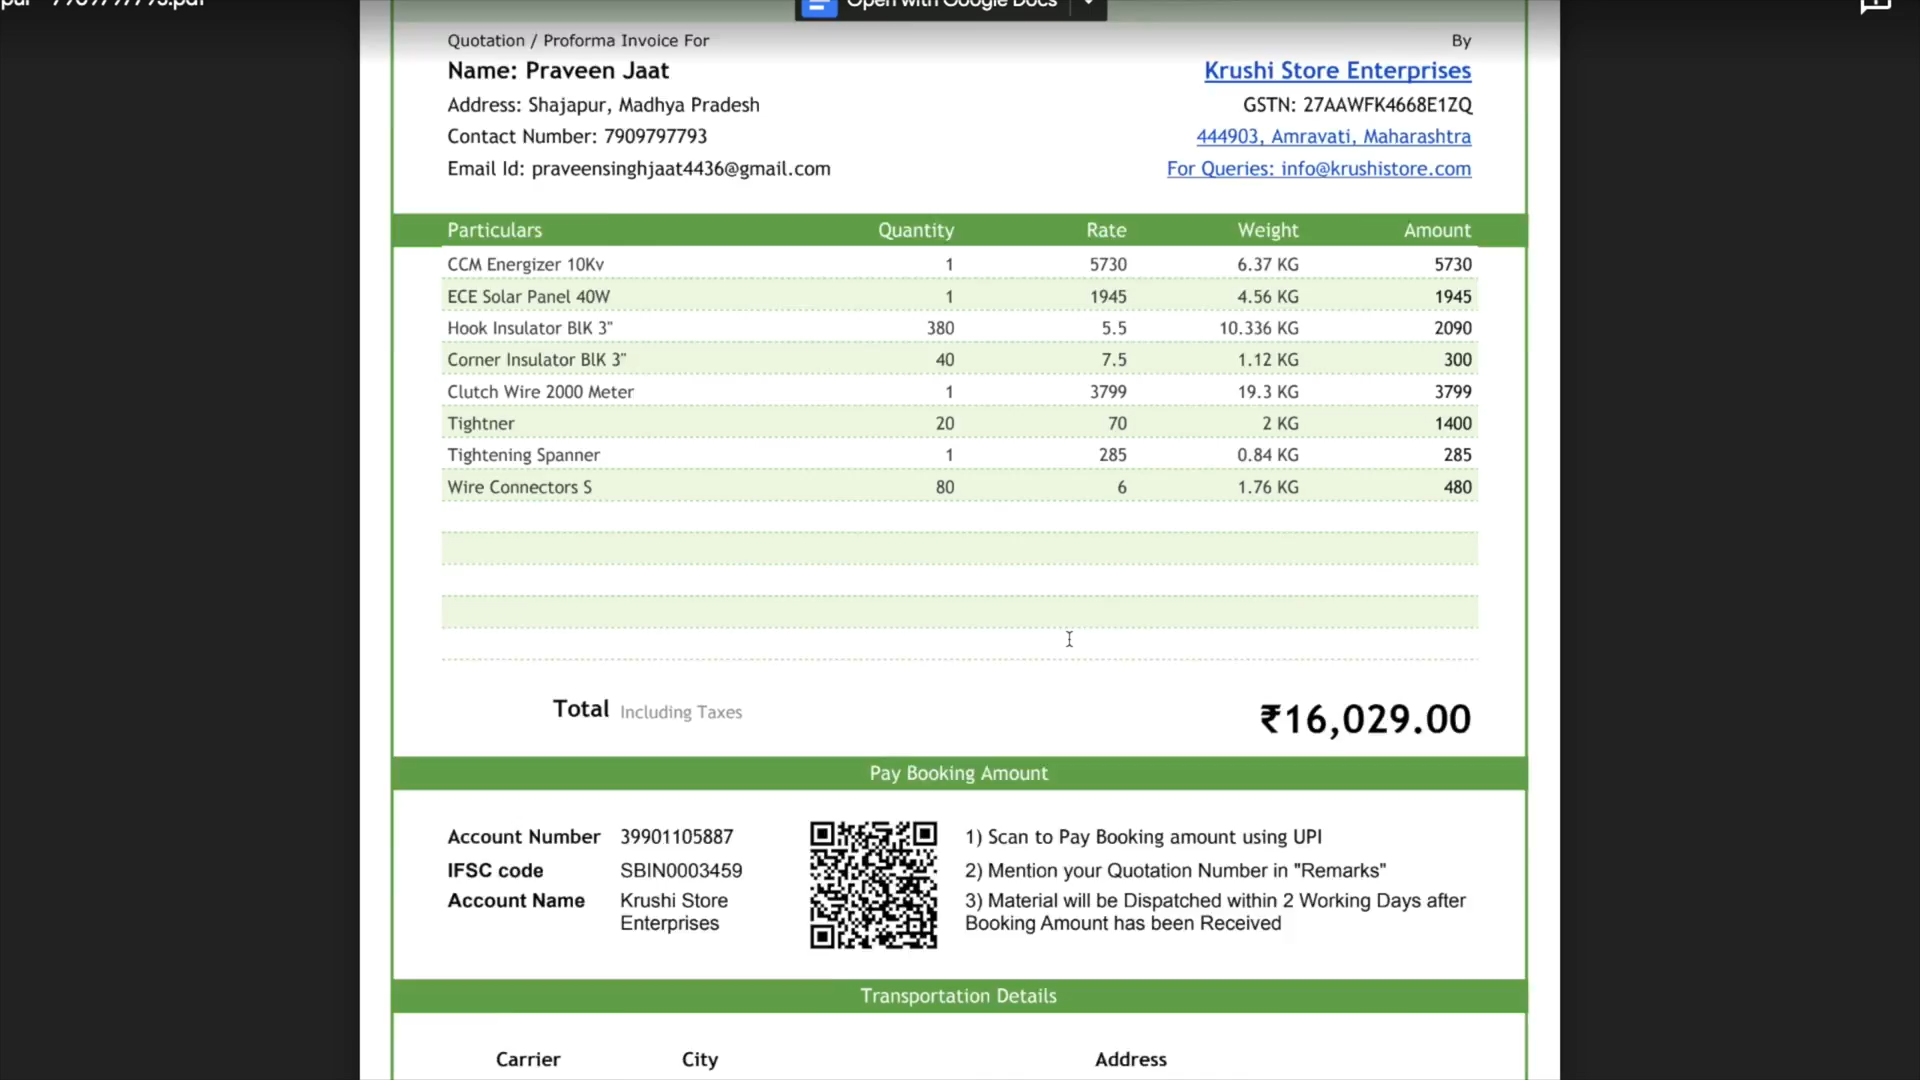 Open with Google Docs
Quotation / Proforma Invoice For By
Name: Praveen Jaat Krushi Store Enterprises
Address: Shajapur, Madhya Pradesh GSTN: 27AAWFK4668E1ZQ
Contact Number: 7909797793 444903, Amravati, Maharashtra
Email Id: praveensinghjaat4436@gmail.com For Queries: info@krushistore.com
Particulars Quantity Rate Weight Amount
CCM Energizer 10Kv 1 5730 6.37 KG 5730
ECE Solar Panel 40W 1 1945 4.56 KG 1945
Hook Insulator BlK 3" 380 5.5 10.336 KG 2090
Corner Insulator BlK 3" 40 7.5 1.12 KG 300
Clutch Wire 2000 Meter 1 3799 19.3 KG 3799
Tightner 20 70 2 KG 1400
Tightening Spanner 1 285 0.84 KG 285
Wire Connectors S 80 6 1.76 KG 480
Total Including Taxes ₹16,029.00
Pay Booking Amount
Account Number 39901105887
IFSC code SBIN0003459
Account Name Krushi Store
Enterprises
1) Scan to Pay Booking amount using UPI
2) Mention your Quotation Number in "Remarks"
3) Material will be Dispatched within 2 Working Days after
Booking Amount has been Received
Transportation Details
Carrier City Address